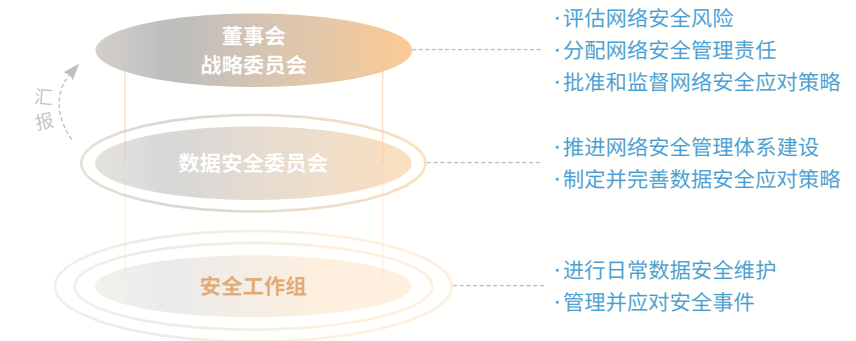 董事会
战略委员会
·评估网络安全风险
·分配网络安全管理责任
·批准和监督网络安全应对策略
汇
报
数据安全委员会
·推进网络安全管理体系建设
·制定并完善数据安全应对策略
安全工作组
·进行日常数据安全维护
·管理并应对安全事件